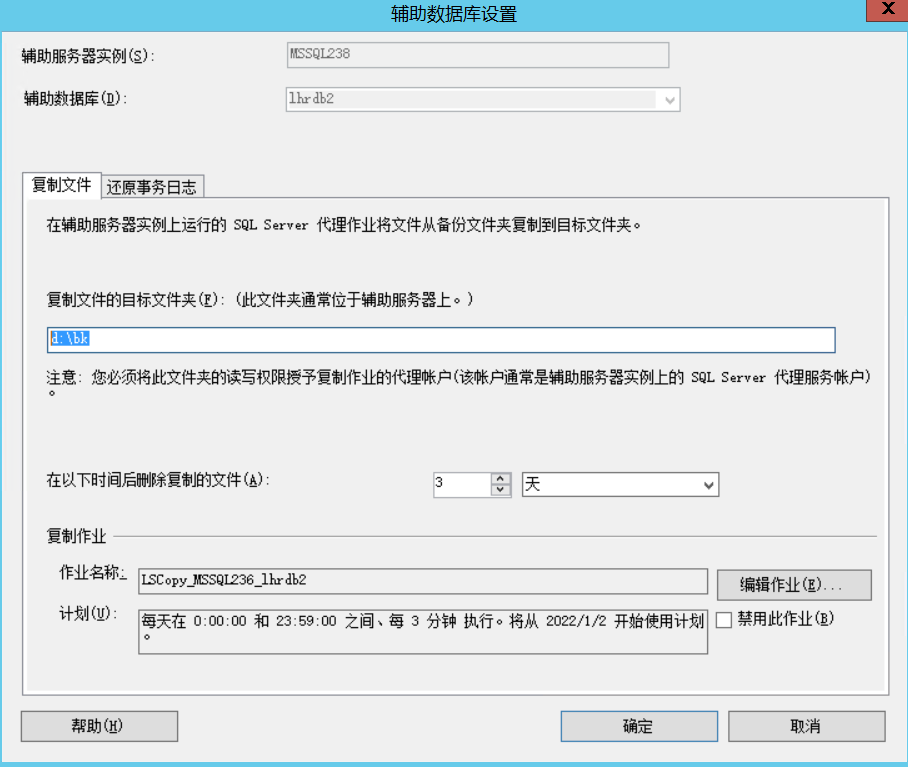 辅助数据库设置
X
辅助服务器实例(S):
MSSQL238
辅助数据库(D):
lhrdb2
复制文件
还原事务日志
在辅助服务器实例上运行的 SQL Server 代理作业将文件从备份文件夹复制到目标文件夹。
复制文件的目标文件夹(F): (此文件夹通常位于辅助服务器上。)
d:\bk
注意: 您必须将此文件夹的读写权限授予复制作业的代理帐户(该帐户通常是辅助服务器实例上的 SQL Server 代理服务帐户)
。
在以下时间后删除复制的文件(A):
3
天
复制作业
作业名称:
LSCopy_MSSQL236_lhrdb2
编辑作业(E)...
计划(U):
每天在 0:00:00 和 23:59:00 之间、每 3 分钟 执行。将从 2022/1/2 开始使用计划
。
禁用此作业(B)
帮助(H)
确定
取消